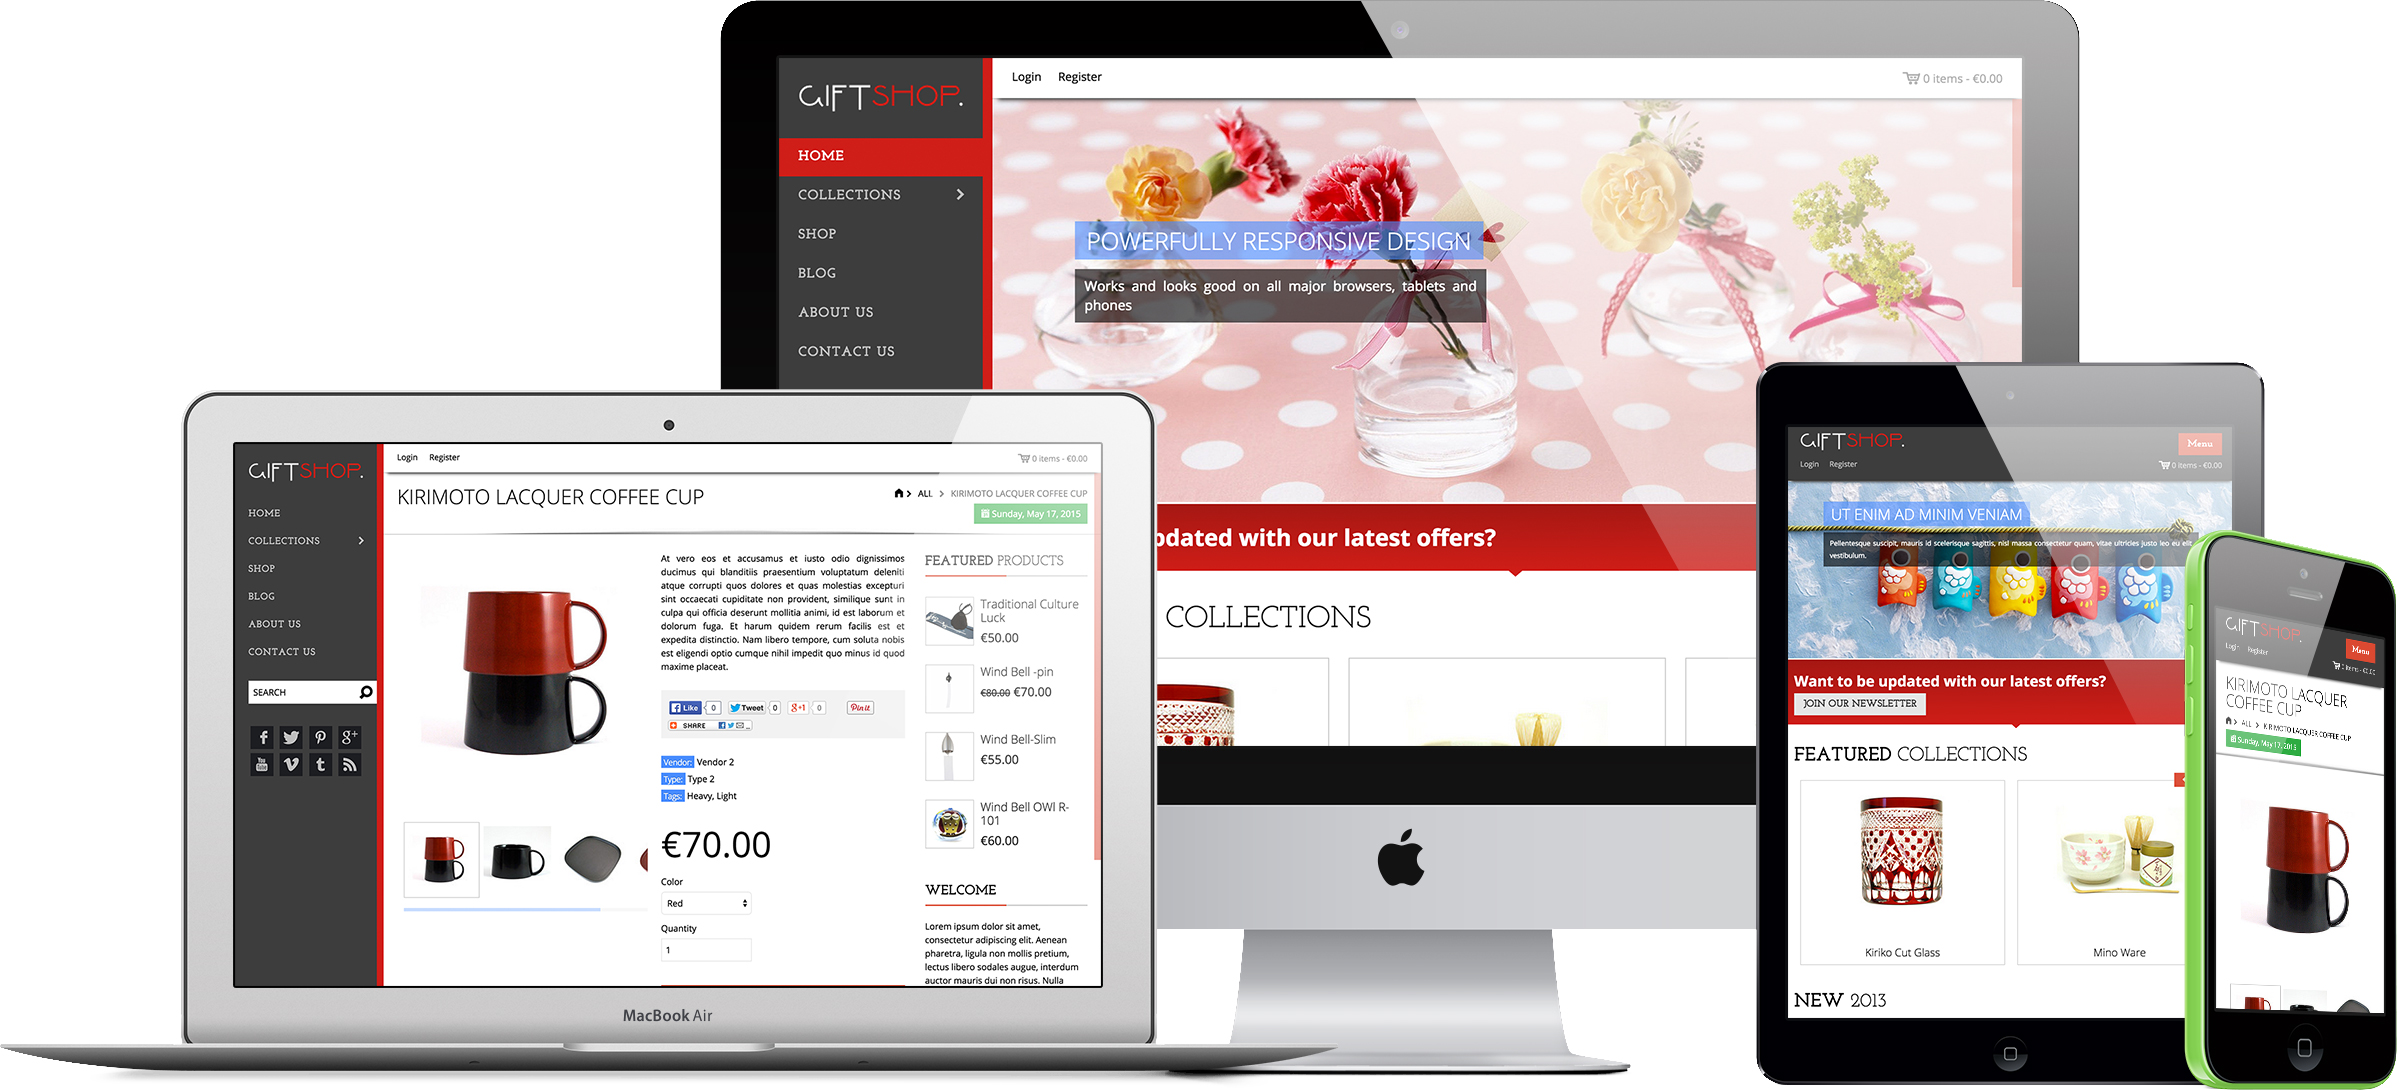 GIFTSHOP.
Login Register
0 items - €0.00
HOME
COLLECTIONS
SHOP
BLOG
ABOUT US
CONTACT US
POWERFULLY RESPONSIVE DESIGN
Works and looks good on all major browsers, tablets and
phones
pdated with our latest offers?
COLLECTIONS
GIFTSHOP.
HOME
COLLECTIONS
SHOP
BLOG
ABOUT US
CONTACT US
SEARCH
Login Register
0 items - €0.00
KIRIMOTO LACQUER COFFEE CUP
ALL KIRIMOTO LACQUER COFFEE CUP
Sunday, May 17, 2015
At vero eos et accusamus et iusto odio dignissimos
ducimus qui blanditiis praesentium voluptatum deleniti
atque corrupti quos dolores et quas molestias excepturi
sint occaecati cupiditate non provident, similique sunt in
culpa qui officia deserunt mollitia animi, id est laborum et
dolorum fuga. Et harum quidem rerum facilis est et
expedita distinctio. Nam libero tempore, cum soluta nobis
est eligendi optio cumque nihil impedit quo minus id quod
maxime placeat.
Like 0 Tweet 0 g+1 0 Pin it
SHARE
Vendor: Vendor 2
Type: Type 2
Tags: Heavy, Light
€70.00
Color
Red
Quantity
1
FEATURED PRODUCTS
Traditional Culture
Luck
€50.00
Wind Bell -pin
€80.00 €70.00
Wind Bell-Slim
€55.00
Wind Bell OWI R-
101
€60.00
WELCOME
Lorem ipsum dolor sit amet,
consectetur adipiscing elit. Aenean
pharetra, ligula non mollis pretium,
lectus libero sodales augue, interdum
auctor mauris dui non risus. Nulla
MacBook Air
GIFTSHOP.
Menu
Login Register
0 items - €0.00
UT ENIM AD MINIM VENIAM
Pellentesque suscipit, mauris id scelerisque sagittis, nisl massa consectetur quam, vitae ultricies justo leo eu elit
vestibulum.
Want to be updated with our latest offers?
JOIN OUR NEWSLETTER
FEATURED COLLECTIONS
Kiriko Cut Glass
Mino Ware
NEW 2013
GIFTSHOP.
Login Register
Menu
0 items - €0.00
KIRIMOTO LACQUER
COFFEE CUP
ALL KIRIMOTO LACQUER COFFEE CUP
Sunday, May 17, 2015